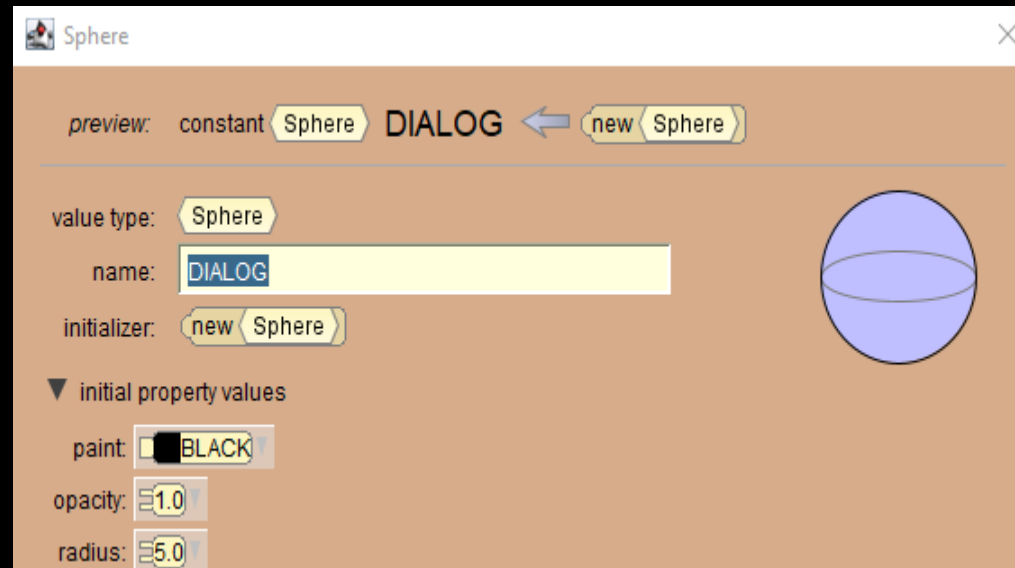 Sphere
preview: constant Sphere DIALOG new Sphere
value type: Sphere
name: DIALOG
initializer: new Sphere
initial property values
paint: BLACK
opacity: 1.0
radius: 5.0